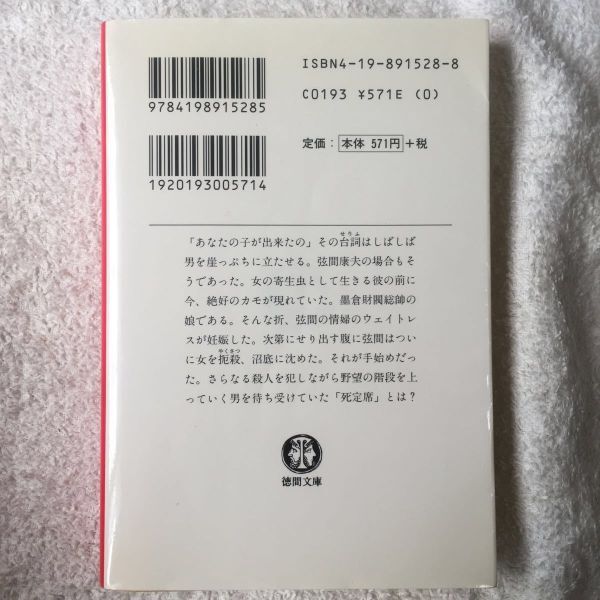 ISBN4-19-891528-8
9784198915285
C0193 ¥571E (0)
定価：本体 571円+税
1920193005714
「あなたの子が出来たの」その台詞はしばしば
男を崖っぷちに立たせる。弦間康夫の場合もそ
うであった。女の寄生虫として生きる彼の前に
今、絶好のカモが現れていた。墨倉財閥総帥の
娘である。そんな折、弦間の情婦のウェイトレ
スが妊娠した。次第にせり出す腹に弦間はつい
に女を扼殺、沼底に沈めた。それが手始めだっ
た。さらなる殺人を犯しながら野望の階段を上
っていく男を待ち受けていた「死定席」とは？
徳間文庫